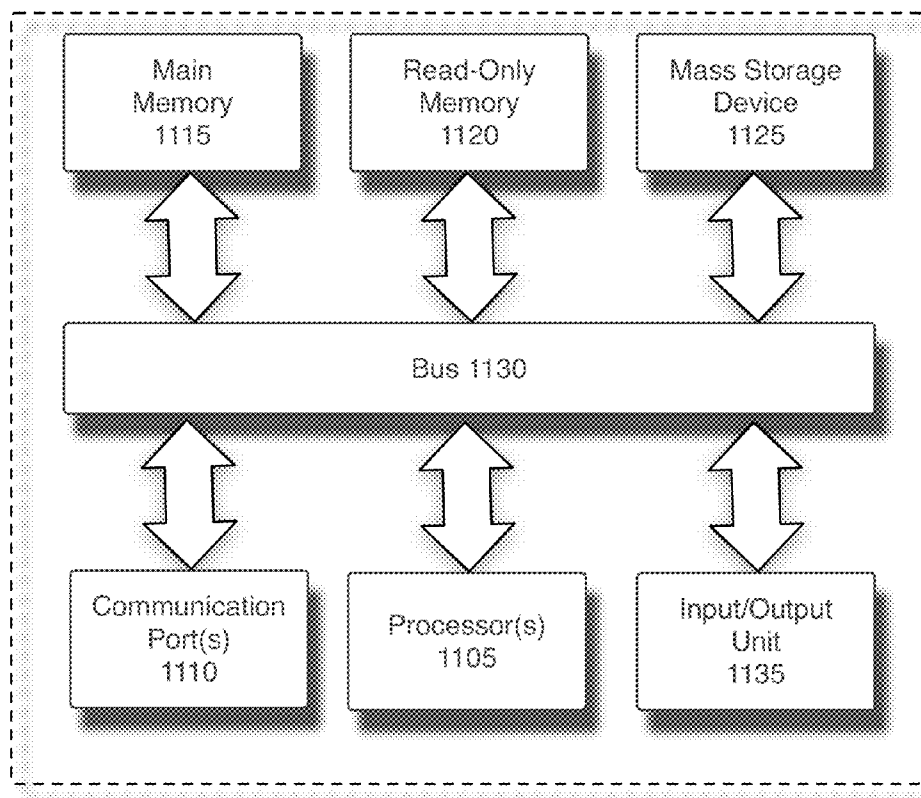 Main
Memory
1115
Read-Only
Memory
1120
Mass Storage
Device
1125
Bus 1130
Communication
Port(s)
1110
Processor(s)
1105
Input/Output
Unit
1135